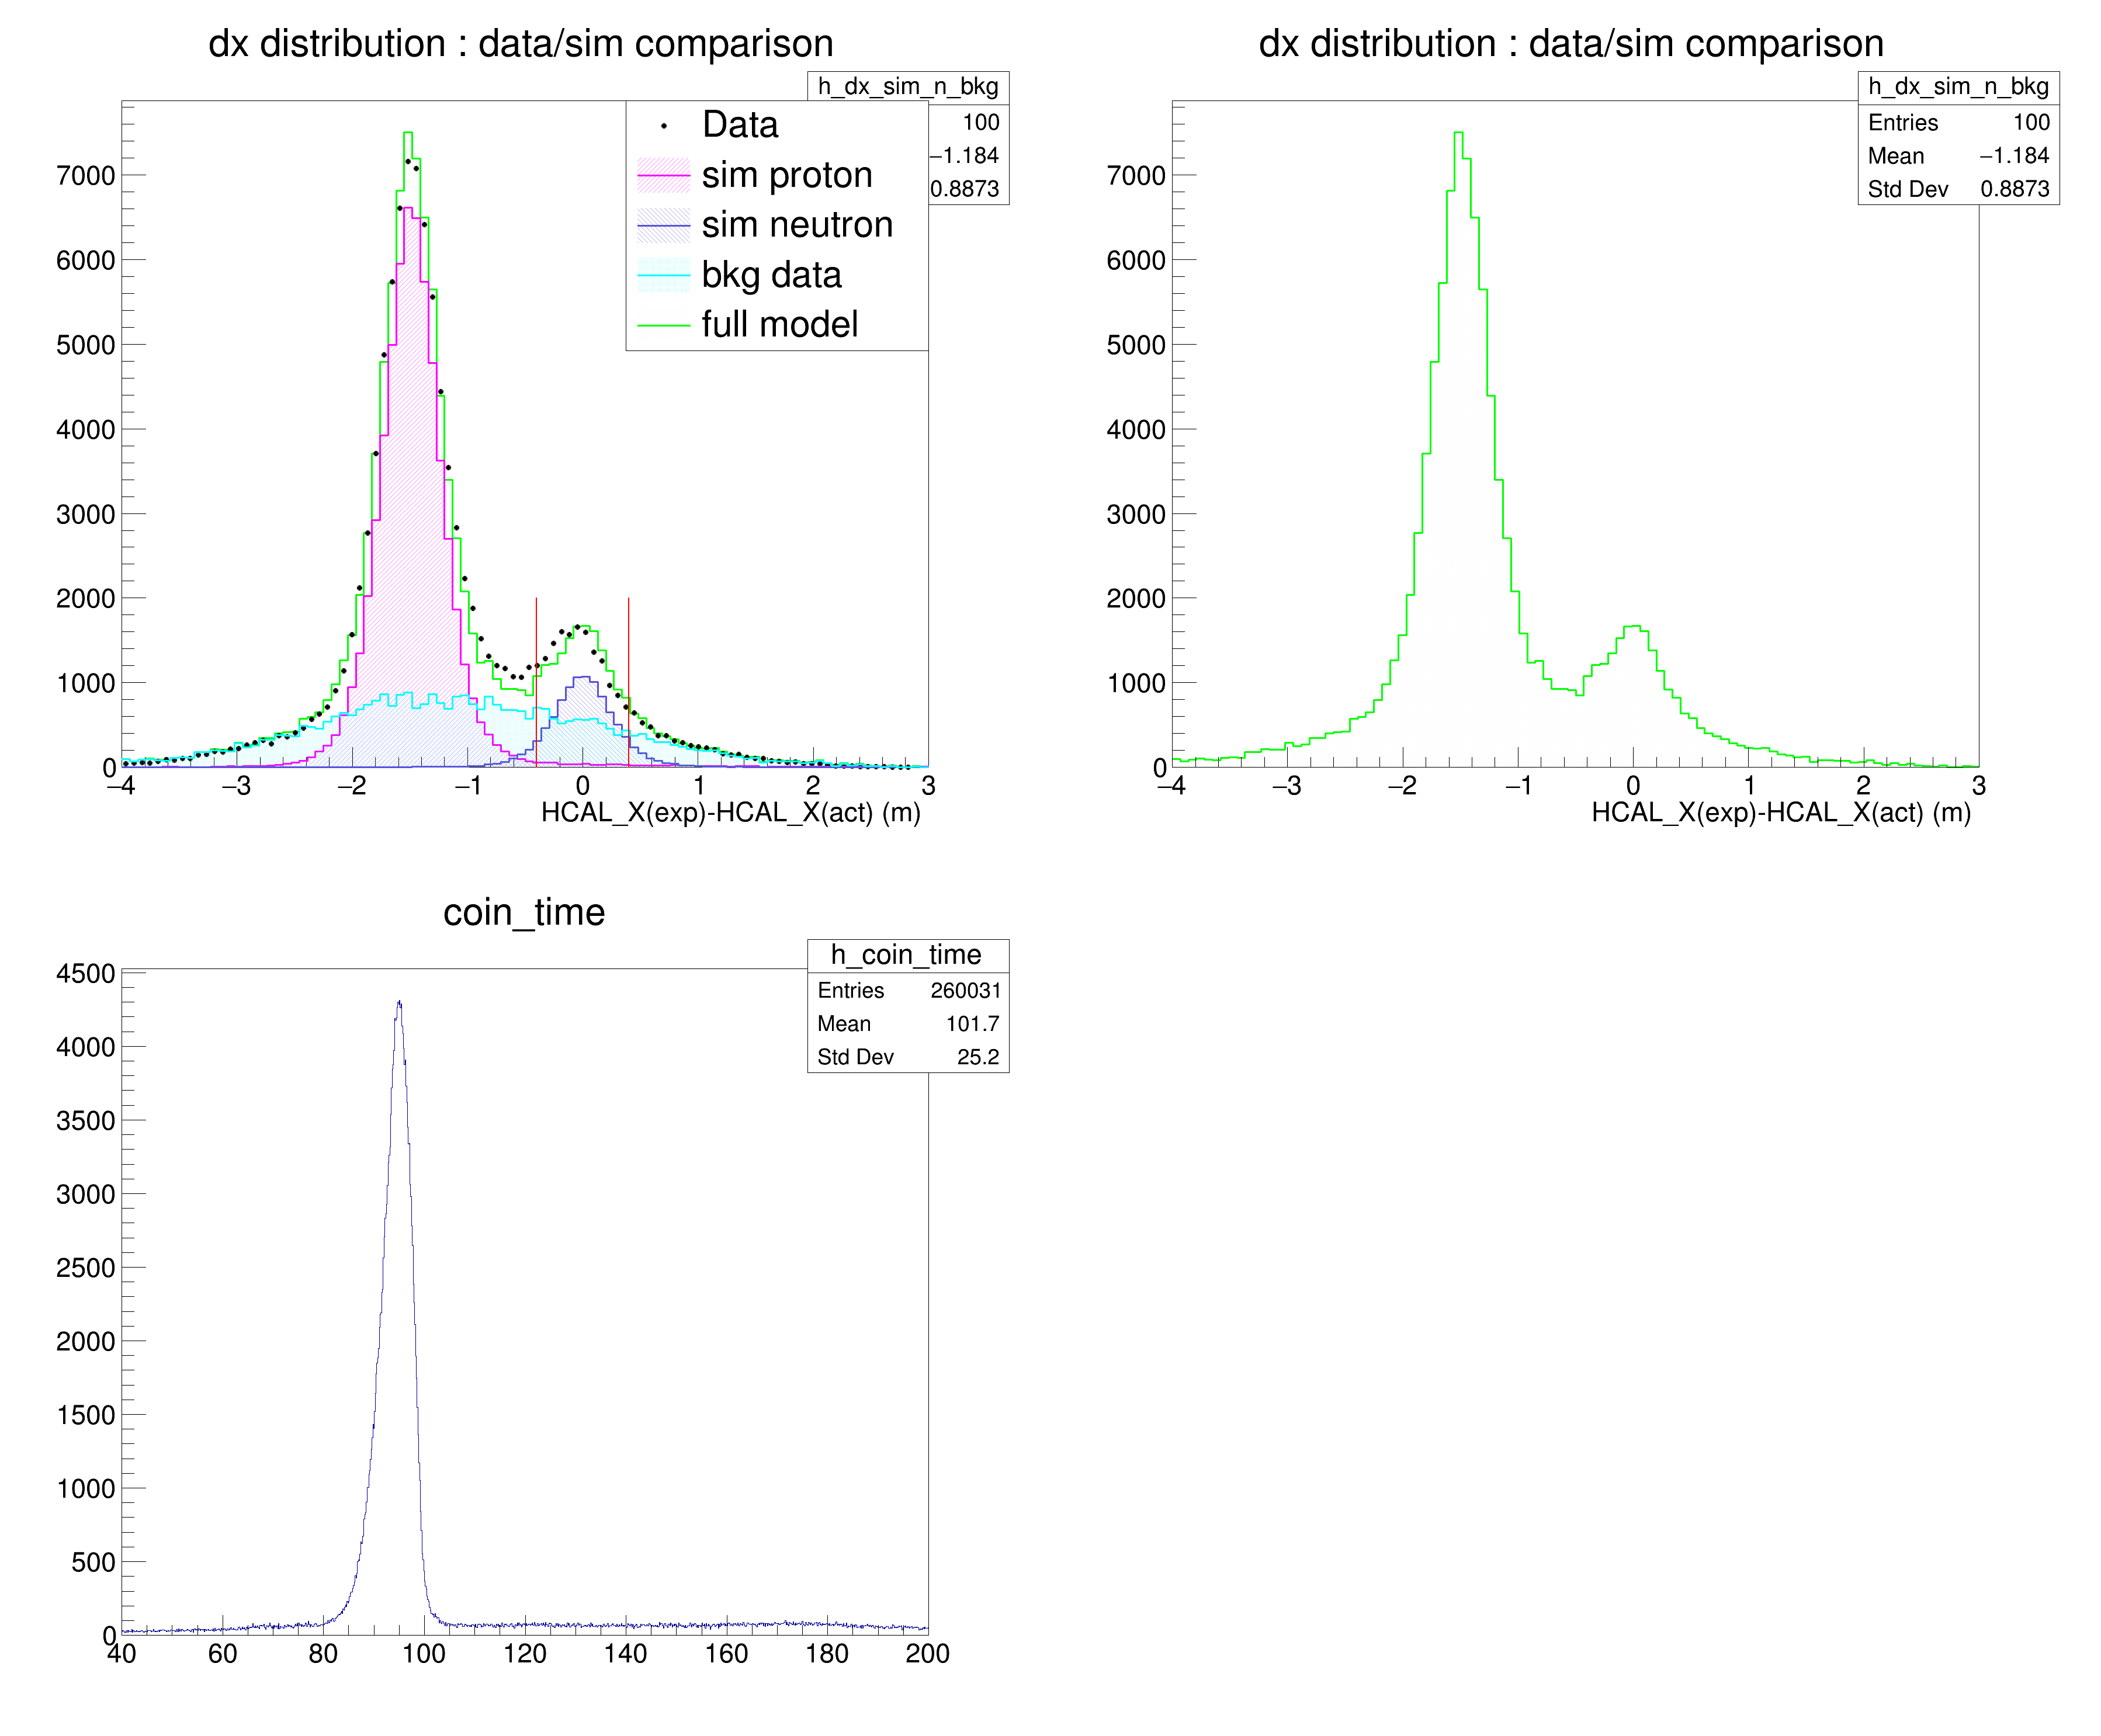 dx distribution : data/sim comparison
h_dx_sim_n_bkg
100
−1.184
0.8873
Data
sim proton
sim neutron
bkg data
full model
7000
6000
5000
4000
3000
2000
1000
0
−4 −3 −2 −1 0 1 2 3
HCAL_X(exp)-HCAL_X(act) (m)
dx distribution : data/sim comparison
h_dx_sim_n_bkg
Entries 100
Mean −1.184
Std Dev 0.8873
7000
6000
5000
4000
3000
2000
1000
0
−4 −3 −2 −1 0 1 2 3
HCAL_X(exp)-HCAL_X(act) (m)
coin_time
h_coin_time
Entries 260031
Mean 101.7
Std Dev 25.2
4500
4000
3500
3000
2500
2000
1500
1000
500
0
40 60 80 100 120 140 160 180 200